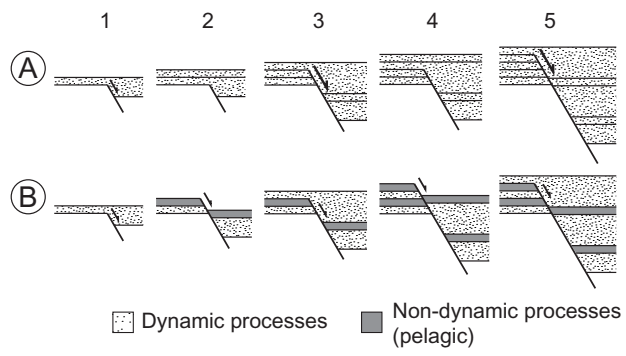 1 2 3 4 5
A
B
Dynamic processes
Non-dynamic processes
(pelagic)